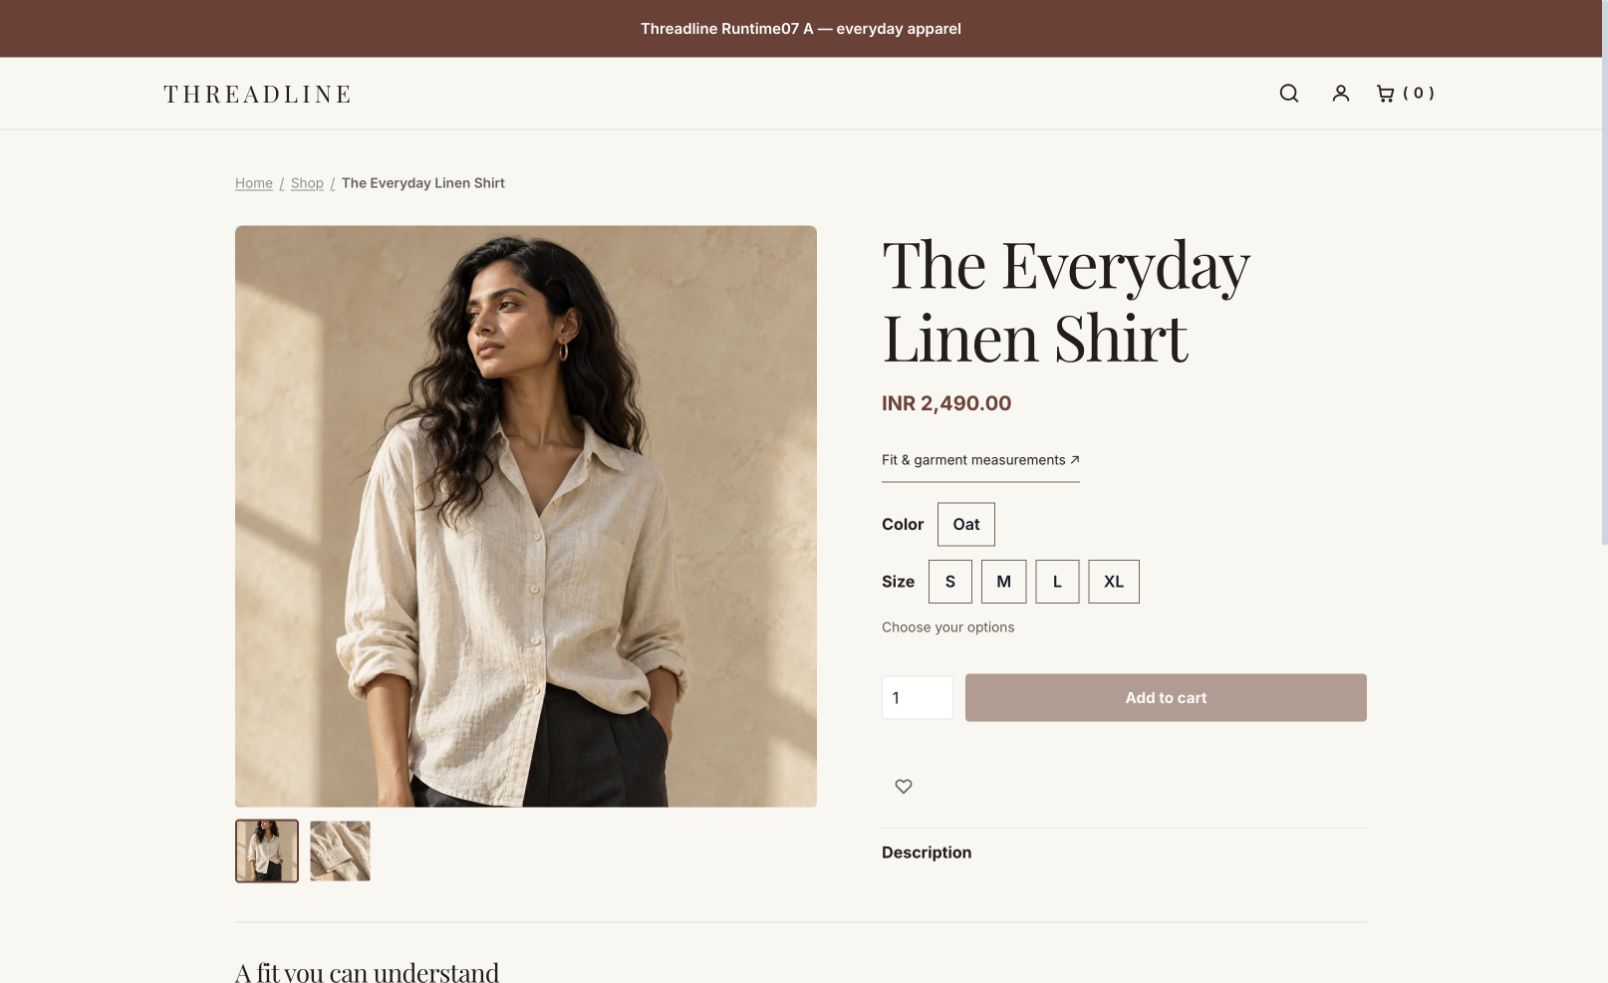 Threadline Runtime07 A — everyday apparel
THREADLINE
( 0 )
Home / Shop / The Everyday Linen Shirt
The Everyday
Linen Shirt
INR 2,490.00
Fit & garment measurements ↗
Color Oat
Size S M L XL
Choose your options
1 Add to cart
Description
A fit you can understand